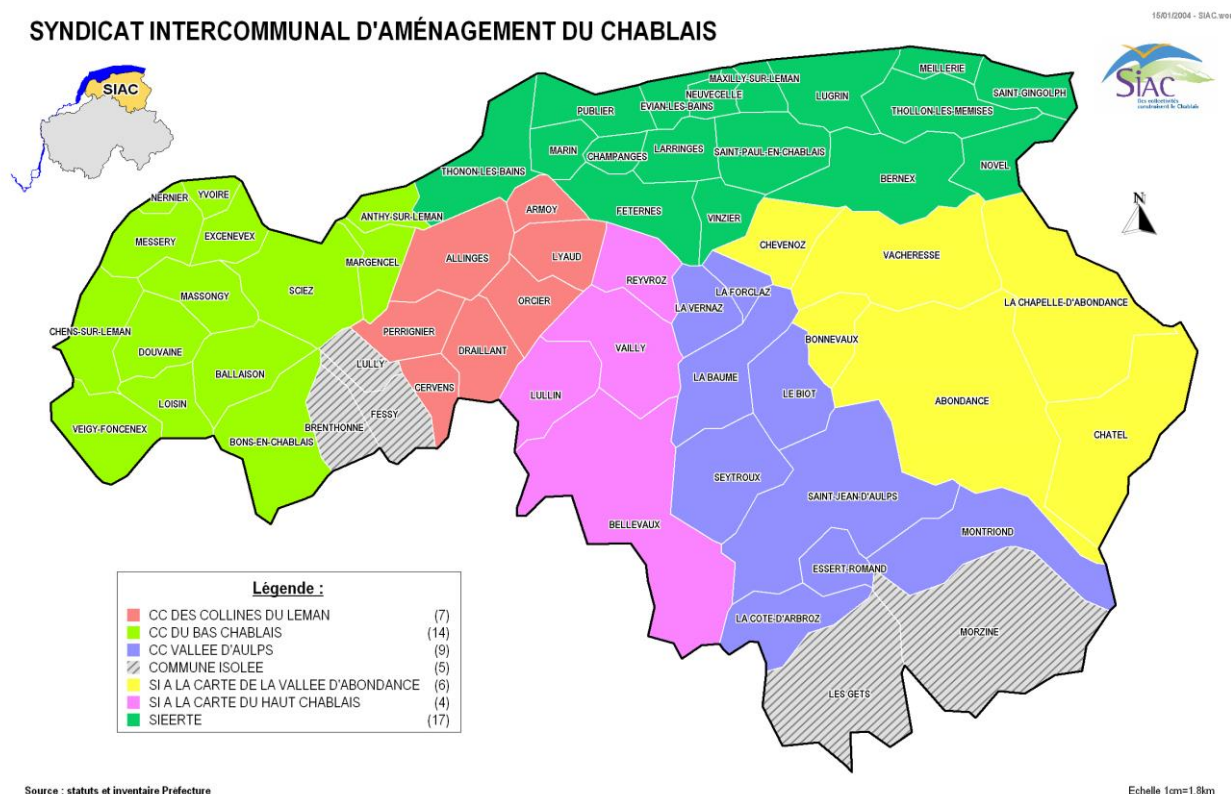 SYNDICAT INTERCOMMUNAL D'AMÉNAGEMENT DU CHABLAIS
SIAC
SiAC
Des collectivités
construisent le Chablais
N
MEILLERIE
MAXILLY-SUR-LEMAN
SAINT-GINGOLPH
NEUVECELLE
LUGRIN
EVIAN-LES-BAINS
PUBLIER
THOLLON-LES-MEMISES
MARIN
LARRINGES
SAINT-PAUL-EN-CHABLAIS
CHAMPANGES
NOVEL
THONON-LES-BAINS
BERNEX
NERNIER
YVOIRE
ARMOY
FETERNES
ANTHY-SUR-LEMAN
VINZIER
EXCENEVEX
MESSERY
CHEVENOZ
VACHERESSE
ALLINGES
LYAUD
MARGENCEL
REYVROZ
SCIEZ
LA FORCLAZ
MASSONGY
ORCIER
LA CHAPELLE-D'ABONDANCE
LA VERNAZ
CHENS-SUR-LEMAN
PERRIGNIER
BONNEVAUX
VAILLY
DRAILLANT
DOUVAINE
LULLY
BALLAISON
LA BAUME
CERVENS
LULLIN
LE BIOT
ABONDANCE
LOISIN
FESSY
VEIGY-FONCENEX
BRENTHONNE
CHATEL
BONS-EN-CHABLAIS
SEYTROUX
SAINT-JEAN-D'AULPS
BELLEVAUX
MONTRIOND
ESSERT-ROMAND
LA COTE-D'ARBROZ
MORZINE
LES GETS
Légende :
CC DES COLLINES DU LEMAN (7)
CC DU BAS CHABLAIS (14)
CC VALLEE D'AULPS (9)
COMMUNE ISOLEE (5)
SI A LA CARTE DE LA VALLEE D'ABONDANCE (6)
SI A LA CARTE DU HAUT CHABLAIS (4)
SIEERTE (17)
Source : statuts et inventaire Préfecture
Echelle 1cm=1.8km